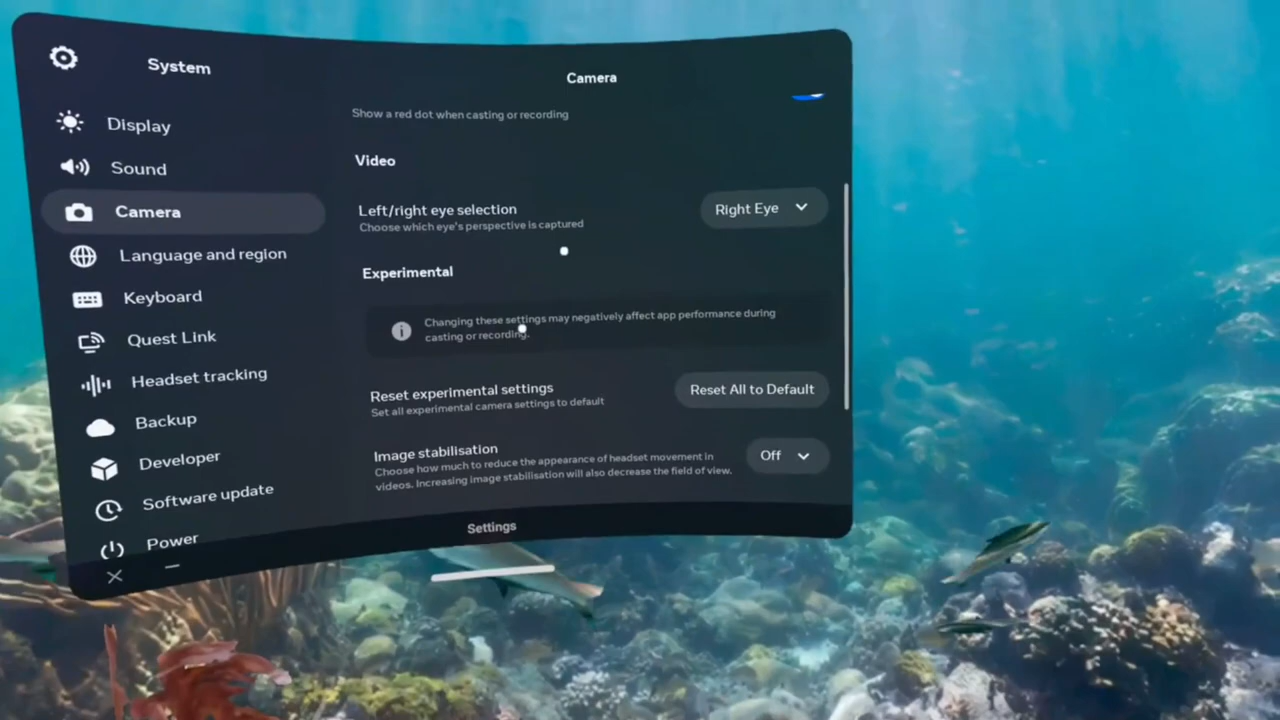 System
Display
Sound
Camera
Language and region
Keyboard
Quest Link
Headset tracking
Backup
Developer
Software update
Power
Camera
Show a red dot when casting or recording
Video
Left/right eye selection
Choose which eye's perspective is captured
Right Eye
Experimental
Changing these settings may negatively affect app performance during
casting or recording.
Reset experimental settings
Set all experimental camera settings to default
Reset All to Default
Image stabilisation
Choose how much to reduce the appearance of headset movement in
videos. Increasing image stabilisation will also decrease the field of view.
Off
Settings